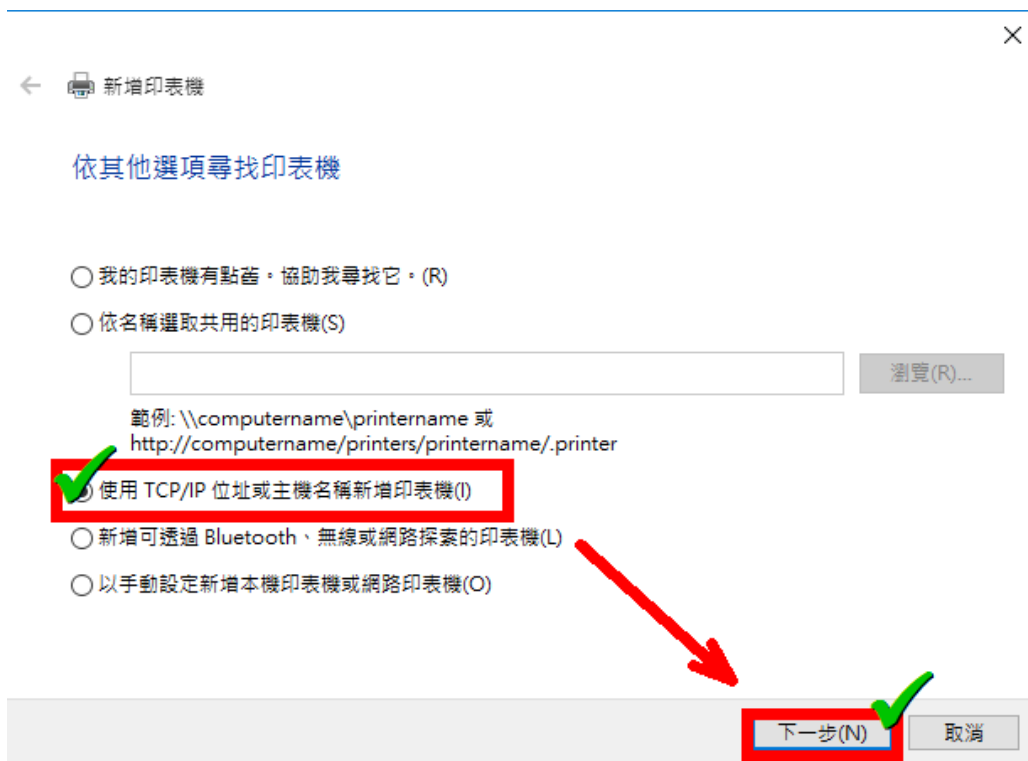 新增印表機
依其他選項尋找印表機
我的印表機有點舊。協助我尋找它。(R)
依名稱選取共用的印表機(S)
瀏覽(R)...
範例: \\computername\printername 或
http://computername/printers/printername/.printer
使用 TCP/IP 位址或主機名稱新增印表機(I)
新增可透過 Bluetooth、無線或網路探索的印表機(L)
以手動設定新增本機印表機或網路印表機(O)
下一步(N)
取消